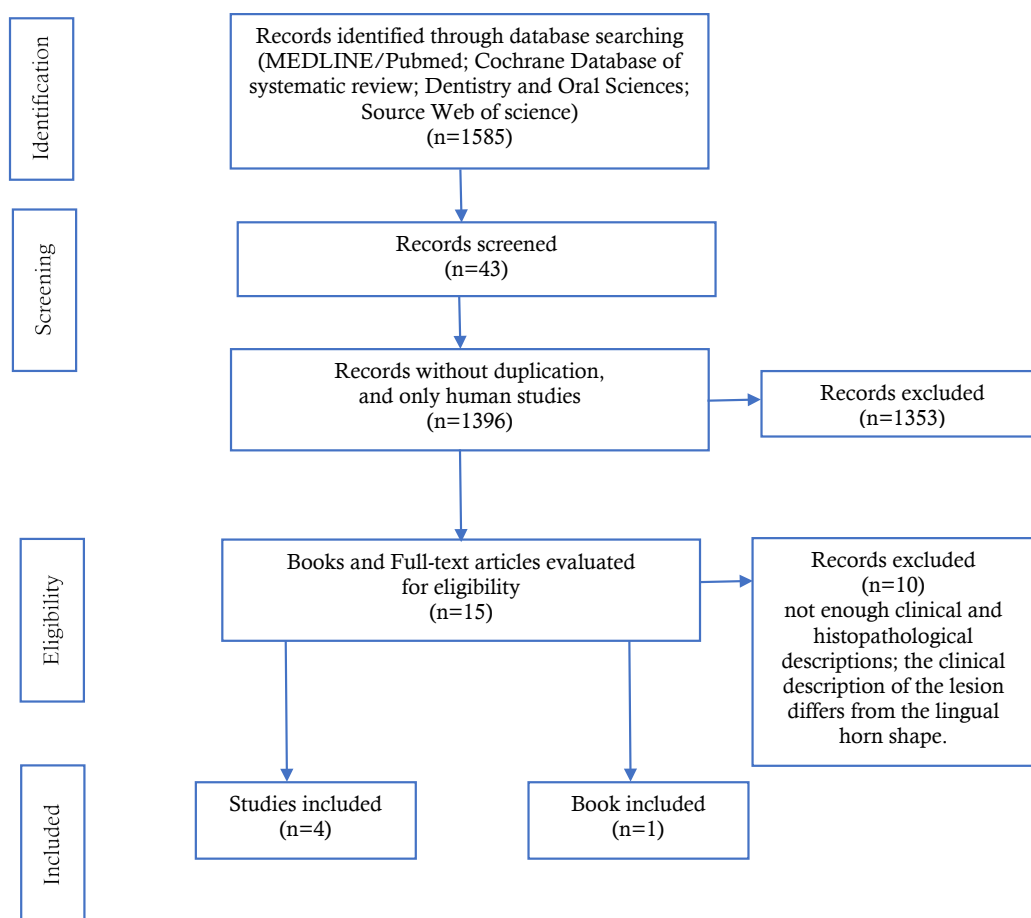 Identification
Records identified through database searching
(MEDLINE/Pubmed; Cochrane Database of
systematic review; Dentistry and Oral Sciences;
Source Web of science)
(n=1585)
Screening
Records screened
(n=43)
Records without duplication,
and only human studies
(n=1396)
Records excluded
(n=1353)
Eligibility
Books and Full-text articles evaluated
for eligibility
(n=15)
Records excluded
(n=10)
not enough clinical and
histopathological
descriptions; the clinical
description of the lesion
differs from the lingual
horn shape.
Included
Studies included
(n=4)
Book included
(n=1)